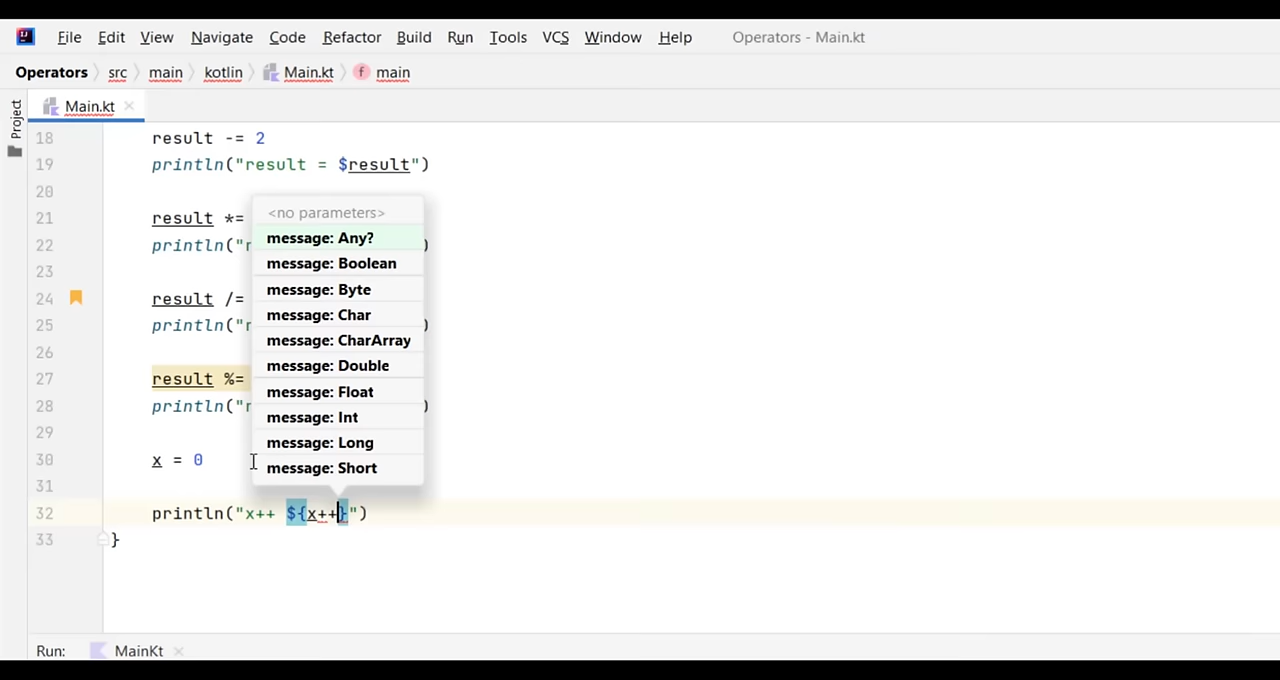 File Edit View Navigate Code Refactor Build Run Tools VCS Window Help Operators - Main.kt
Operators src main kotlin Main.kt f main
Project
Main.kt
18 result -= 2
19 println("result = $result")
20
<no parameters>
21 result *=
message: Any?
22 println("r )
message: Boolean
23
message: Byte
24 result /=
message: Char
25 println("r )
message: CharArray
26
message: Double
27 result %=
message: Float
28 println("r )
message: Int
29
message: Long
30 x = 0
message: Short
31
32 println("x++ ${x++}")
33 }
Run: MainKt